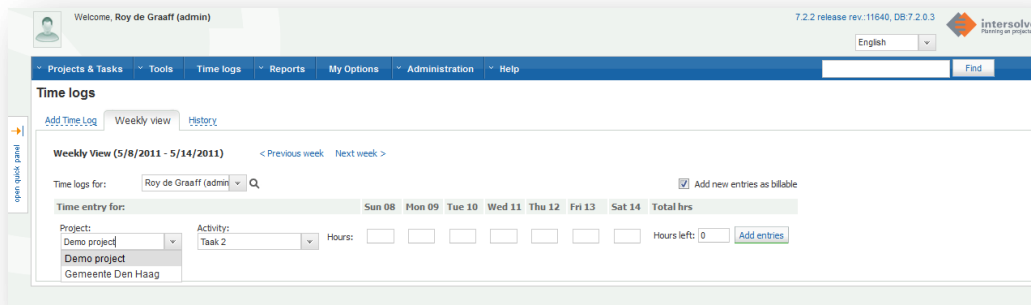 Welcome, Roy de Graaff (admin)
7.2.2 release rev.:11640, DB:7.2.0.3
intersolve
Planning en projects
English
Projects & Tasks Tools Time logs Reports My Options Administration Help
Find
Time logs
Add Time Log Weekly view History
open quick panel
Weekly View (5/8/2011 - 5/14/2011) < Previous week Next week >
Time logs for: Roy de Graaff (admin
Add new entries as billable
Time entry for: Sun 08 Mon 09 Tue 10 Wed 11 Thu 12 Fri 13 Sat 14 Total hrs
Project: Activity:
Demo project Taak 2 Hours: Hours left: 0 Add entries
Demo project
Gemeente Den Haag